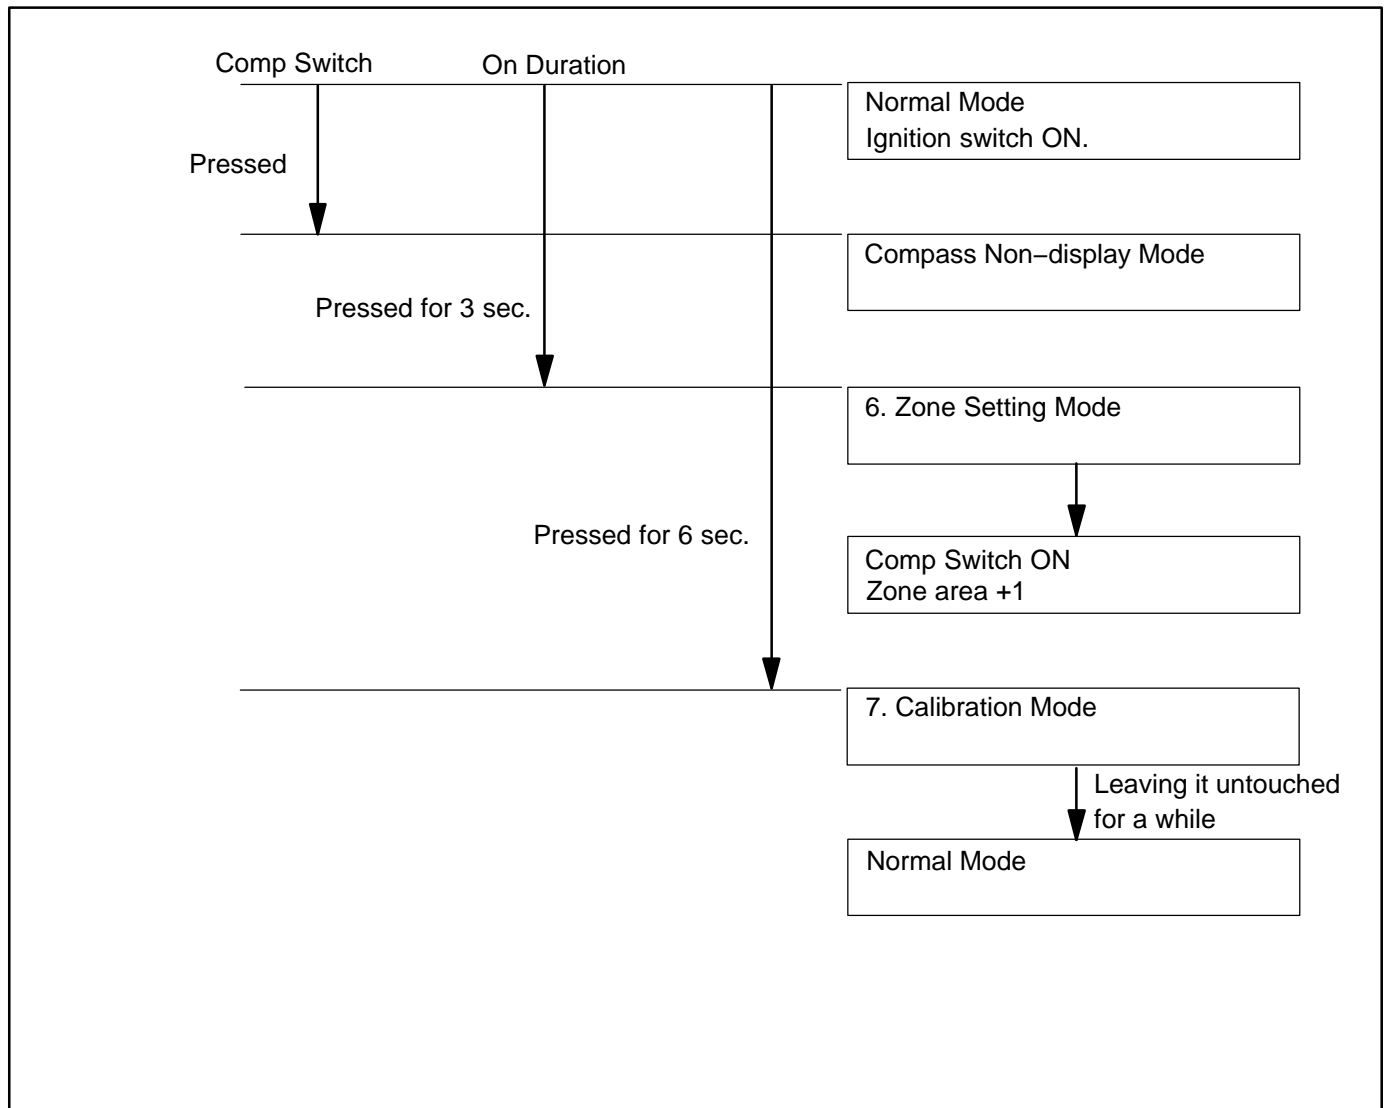 Comp Switch
On Duration
Normal Mode
Ignition switch ON.
Pressed
Compass Non−display Mode
Pressed for 3 sec.
6. Zone Setting Mode
Pressed for 6 sec.
Comp Switch ON
Zone area +1
7. Calibration Mode
Leaving it untouched
for a while
Normal Mode